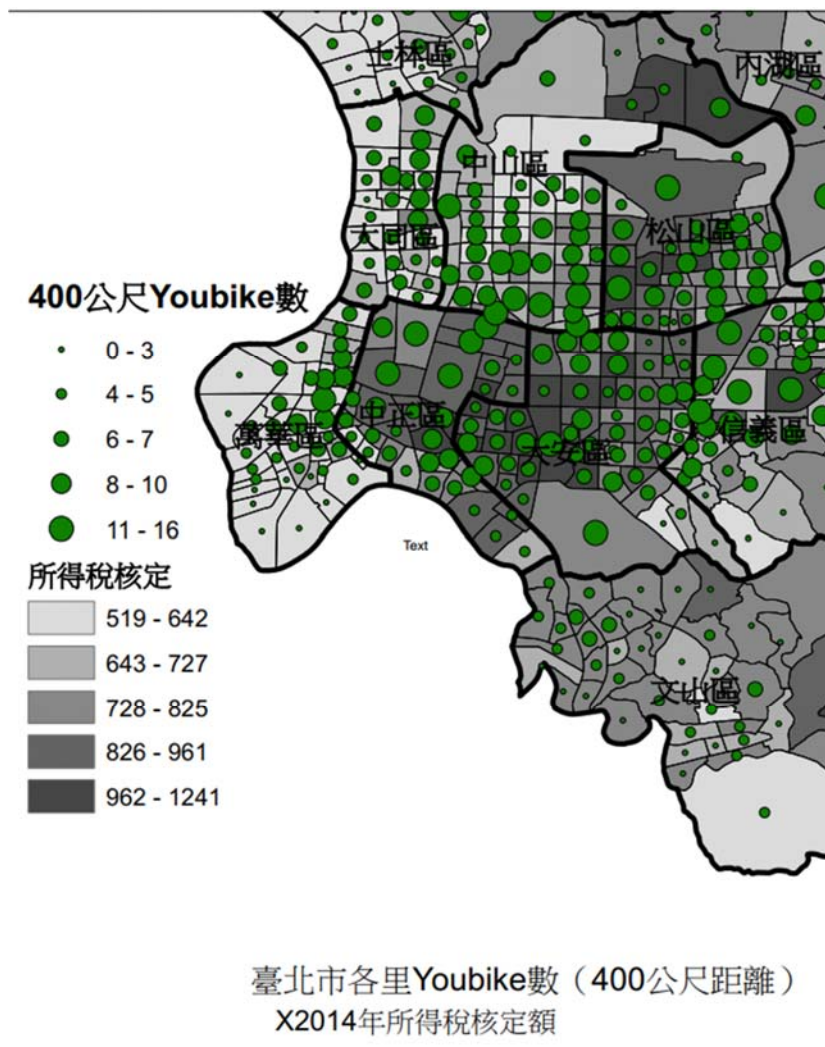 士林區
內湖區
中山區
大同區
松山區
400公尺Youbike數
0 - 3
4 - 5
6 - 7
8 - 10
11 - 16
萬華區
中正區
大安區
信義區
Text
所得稅核定
519 - 642
643 - 727
728 - 825
826 - 961
962 - 1241
文山區
臺北市各里Youbike數（400公尺距離）
X2014年所得稅核定額